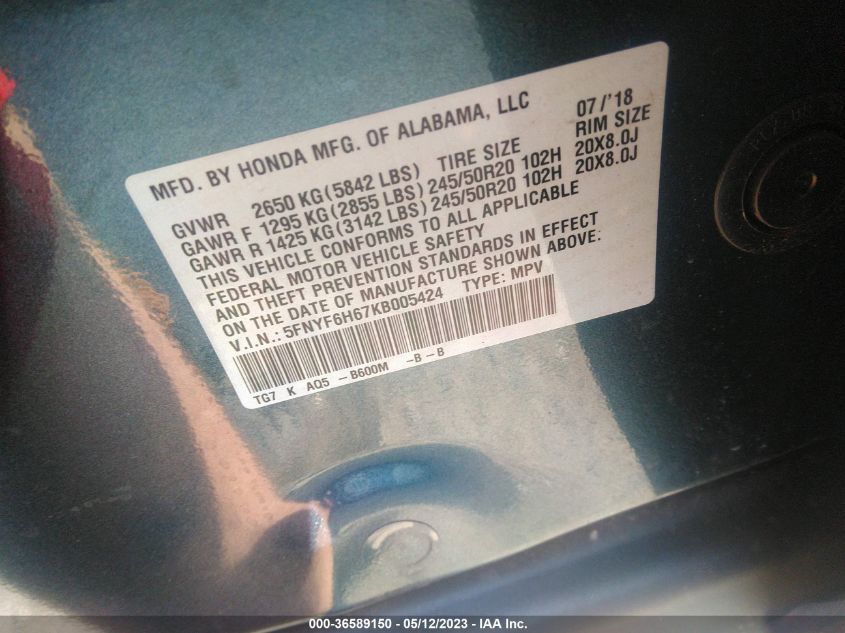 MFD. BY HONDA MFG. OF ALABAMA, LLC 07/'18
GVWR 2650 KG(5842 LBS) TIRE SIZE RIM SIZE
GAWR F 1295 KG(2855 LBS) 245/50R20 102H 20X8.0J
GAWR R 1425 KG(3142 LBS) 245/50R20 102H 20X8.0J
THIS VEHICLE CONFORMS TO ALL APPLICABLE
FEDERAL MOTOR VEHICLE SAFETY
AND THEFT PREVENTION STANDARDS IN EFFECT
ON THE DATE OF MANUFACTURE SHOWN ABOVE:
V.I.N.: 5FNYF6H67KB005424 TYPE: MPV
TG7 K AQ5 -B600M -B-B
000-36589150 - 05/12/2023 - IAA Inc.